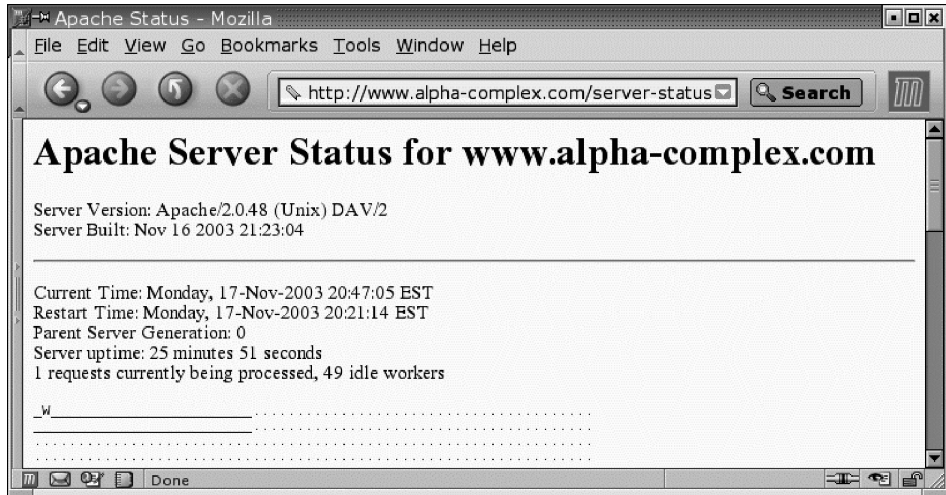 Apache Status - Mozilla
File Edit View Go Bookmarks Tools Window Help
http://www.alpha-complex.com/server-status
Search
Apache Server Status for www.alpha-complex.com
Server Version: Apache/2.0.48 (Unix) DAV/2
Server Built: Nov 16 2003 21:23:04
Current Time: Monday, 17-Nov-2003 20:47:05 EST
Restart Time: Monday, 17-Nov-2003 20:21:14 EST
Parent Server Generation: 0
Server uptime: 25 minutes 51 seconds
1 requests currently being processed, 49 idle workers
_W_______________________.......................................
_________________________.......................................
................................................................
................................................................
Done